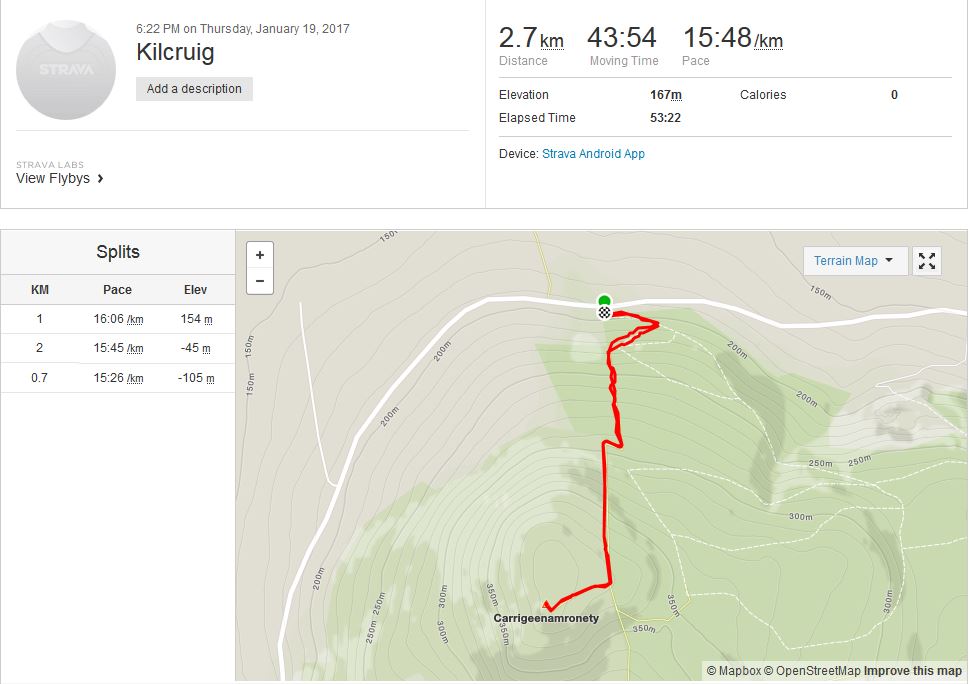 6:22 PM on Thursday, January 19, 2017
Kilcruig
STRAVA
Add a description
STRAVA LABS
View Flybys
2.7km 43:54 15:48/km
Distance Moving Time Pace
Elevation 167m Calories 0
Elapsed Time 53:22
Device: Strava Android App
Splits
KM Pace Elev
1 16:06 /km 154 m
2 15:45 /km -45 m
0.7 15:26 /km -105 m
+
-
Terrain Map
150m
150m
150m
150m
200m
200m
200m
200m
200m
250m
250m
250m
250m
300m
300m
300m
300m
350m
350m
350m
350m
Carrigeenamronety
© Mapbox © OpenStreetMap Improve this map